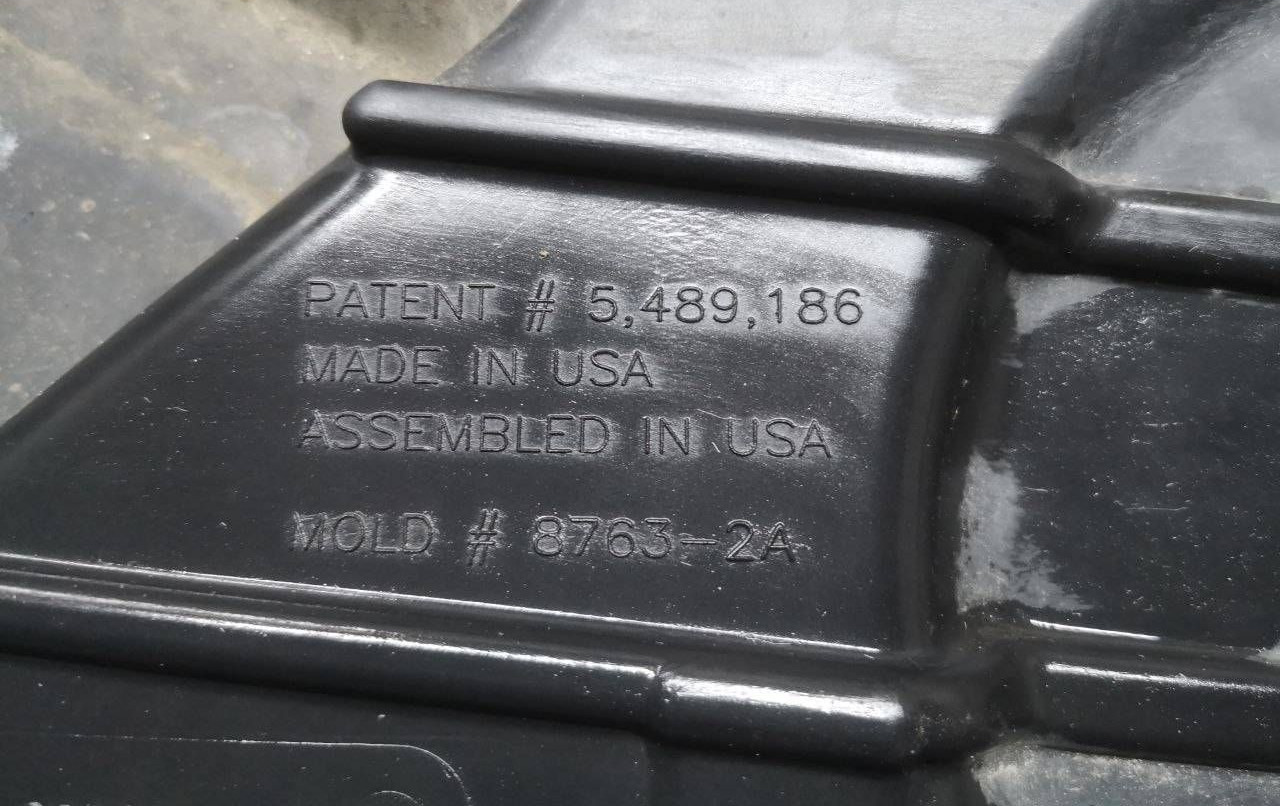 PATENT # 5,489,186
MADE IN USA
ASSEMBLED IN USA
MOLD # 8763-2A